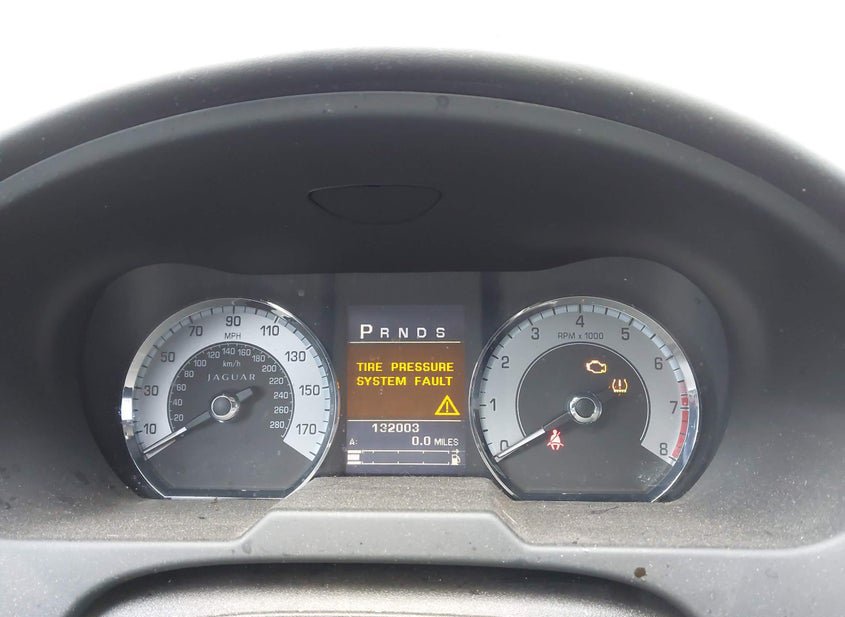 70 90 110
MPH
50 130
30 150
10 170
120 140 160
100 180
80 km/h 200
60 220
40 240
20 260
280
JAGUAR
P R N D S
TIRE PRESSURE
SYSTEM FAULT
132003
Δ: 0.0 MILES
3 4 5
RPM x 1000
2 6
1 7
0 8